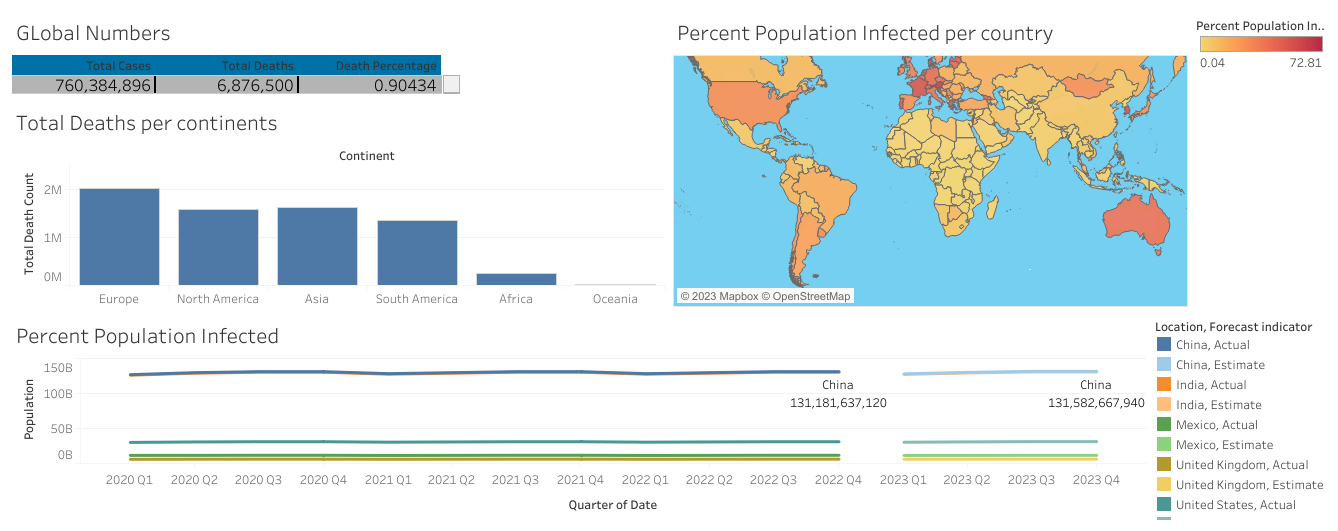 GLobal Numbers
Total Cases Total Deaths Death Percentage
760,384,896 6,876,500 0.90434
Total Deaths per continents
Continent
Total Death Count
2M
1M
0M
Europe North America Asia South America Africa Oceania
Percent Population Infected per country
© 2023 Mapbox © OpenStreetMap
Percent Population In..
0.04 72.81
Percent Population Infected
Population
150B
100B
50B
0B
China
131,181,637,120
China
131,582,667,940
2020 Q1 2020 Q2 2020 Q3 2020 Q4 2021 Q1 2021 Q2 2021 Q3 2021 Q4 2022 Q1 2022 Q2 2022 Q3 2022 Q4 2023 Q1 2023 Q2 2023 Q3 2023 Q4
Quarter of Date
Location, Forecast indicator
China, Actual
China, Estimate
India, Actual
India, Estimate
Mexico, Actual
Mexico, Estimate
United Kingdom, Actual
United Kingdom, Estimate
United States, Actual